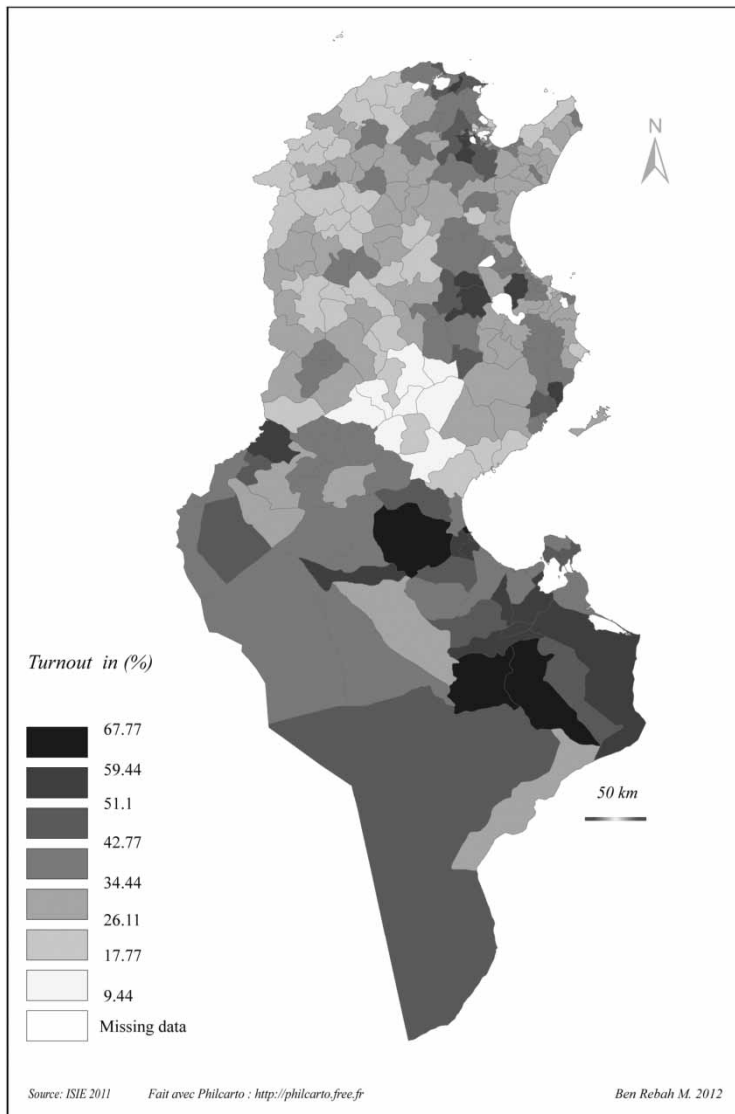 N
Turnout in (%)
67.77
59.44
51.1
42.77
34.44
26.11
17.77
9.44
Missing data
50 km
Source: ISIE 2011 Fait avec Philcarto : http://philcarto.free.fr Ben Rebah M. 2012